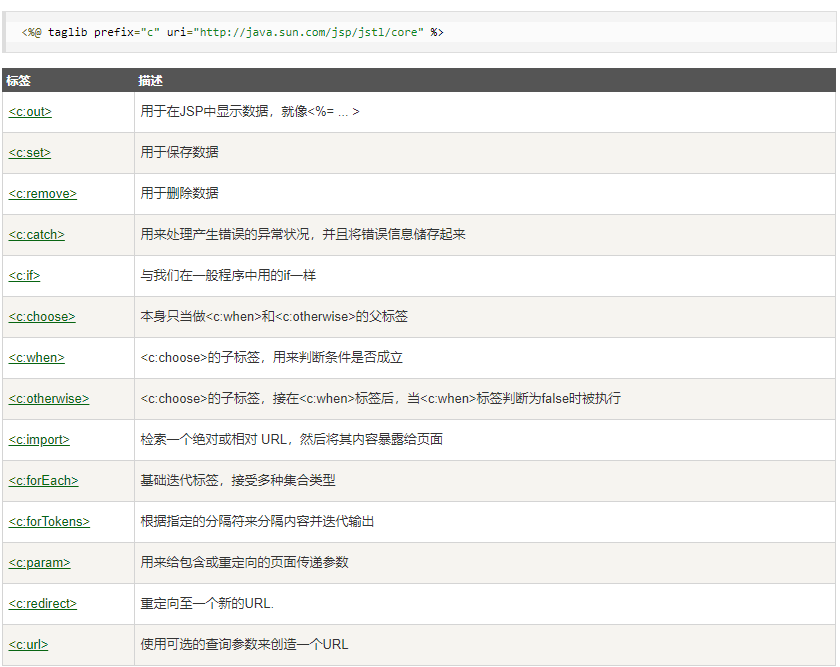 <%@ taglib prefix="c" uri="http://java.sun.com/jsp/jstl/core" %>
标签 描述
<c:out> 用于在JSP中显示数据，就像<%= ... >
<c:set> 用于保存数据
<c:remove> 用于删除数据
<c:catch> 用来处理产生错误的异常状况，并且将错误信息储存起来
<c:if> 与我们在一般程序中用的if一样
<c:choose> 本身只当做<c:when>和<c:otherwise>的父标签
<c:when> <c:choose>的子标签，用来判断条件是否成立
<c:otherwise> <c:choose>的子标签，接在<c:when>标签后，当<c:when>标签判断为false时被执行
<c:import> 检索一个绝对或相对 URL，然后将其内容暴露给页面
<c:forEach> 基础迭代标签，接受多种集合类型
<c:forTokens> 根据指定的分隔符来分隔内容并迭代输出
<c:param> 用来给包含或重定向的页面传递参数
<c:redirect> 重定向至一个新的URL.
<c:url> 使用可选的查询参数来创造一个URL